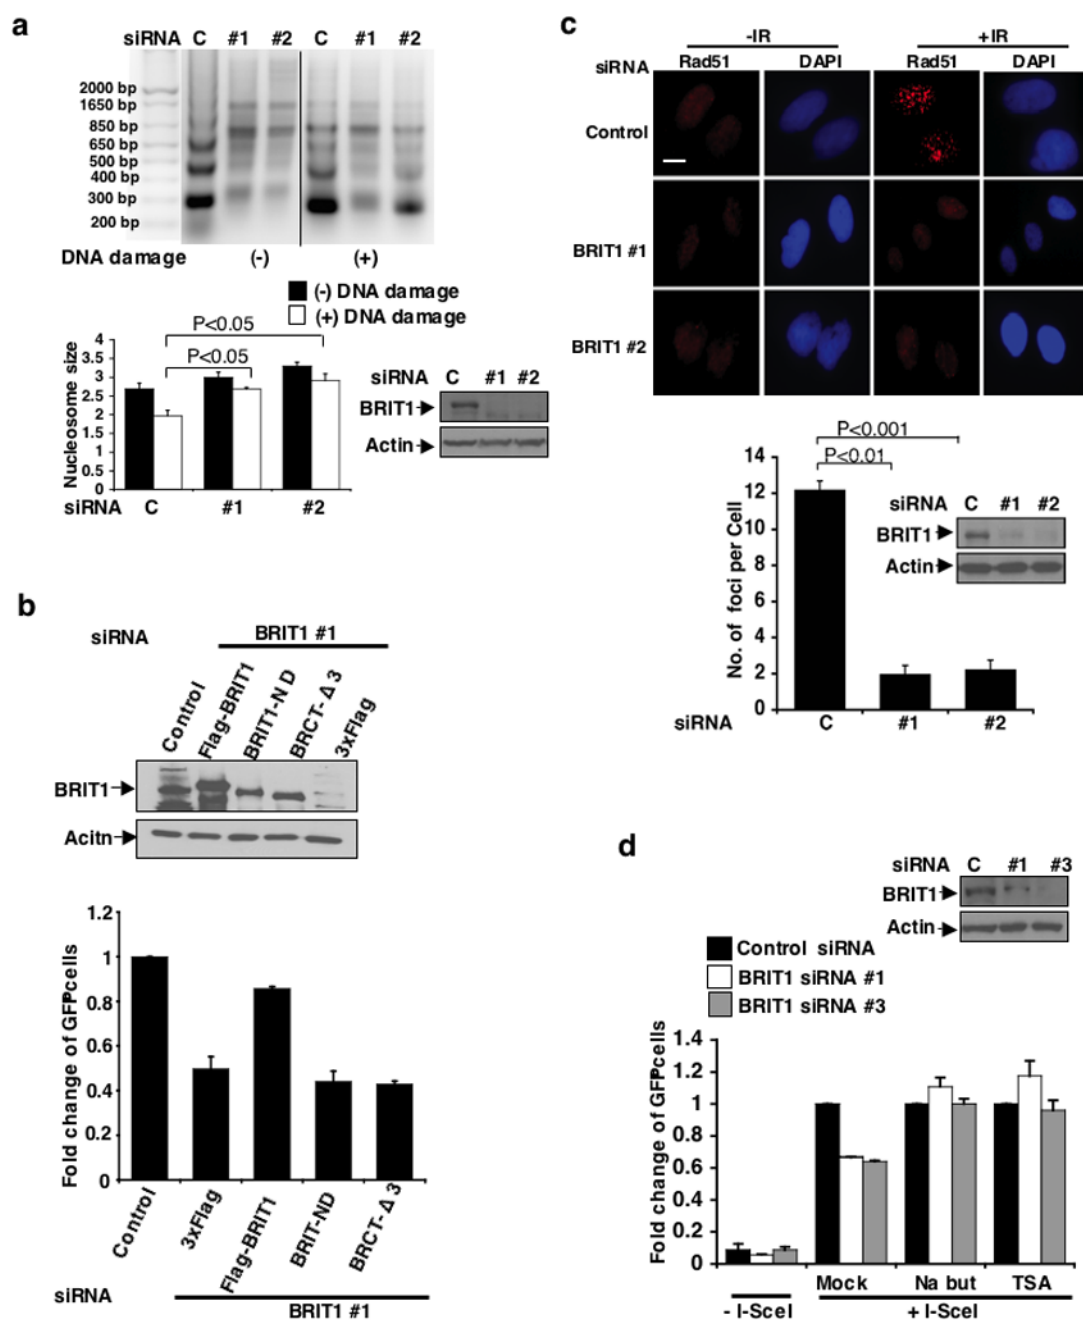 a
siRNA C #1 #2 C #1 #2
2000 bp
1650 bp
850 bp
650 bp
500 bp
400 bp
300 bp
200 bp
DNA damage (-) (+)
(-) DNA damage
(+) DNA damage
P<0.05
P<0.05
Nucleosome size
4
3.5
3
2.5
2
1.5
1
0.5
0
siRNA C #1 #2
siRNA C #1 #2
BRIT1
Actin
b
siRNA BRIT1 #1
Control
Flag-BRIT1
BRIT1-N D
BRCT-Δ 3
3xFlag
BRIT1
Acitn
Fold change of GFPcells
1.2
1
0.8
0.6
0.4
0.2
0
Control
3xFlag
Flag-BRIT1
BRIT-ND
BRCT-Δ 3
siRNA BRIT1 #1
c
-IR +IR
siRNA Rad51 DAPI Rad51 DAPI
Control
BRIT1 #1
BRIT1 #2
P<0.001
P<0.01
No. of foci per Cell
14
12
10
8
6
4
2
0
siRNA C #1 #2
siRNA C #1 #2
BRIT1
Actin
d
siRNA C #1 #3
BRIT1
Actin
Control siRNA
BRIT1 siRNA #1
BRIT1 siRNA #3
Fold change of GFPcells
1.4
1.2
1
0.8
0.6
0.4
0.2
0
Mock Na but TSA
- I-SceI + I-SceI